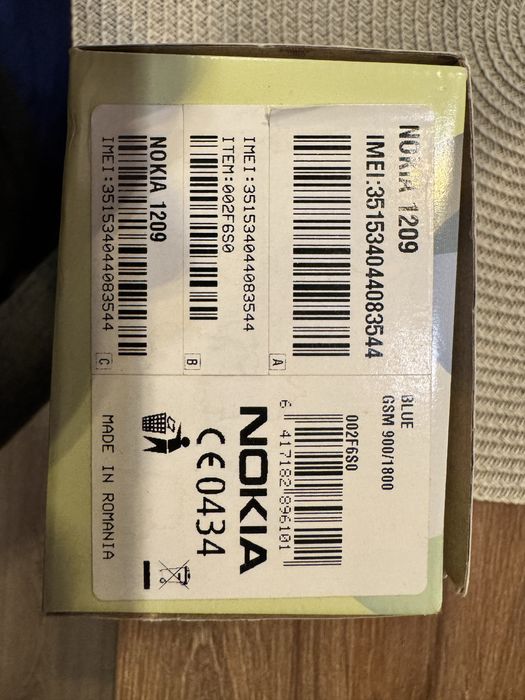 NOKIA 1209
IMEI:351534044083544
A
IMEI:351534044083544
ITEM:002F6S0
B
NOKIA 1209
IMEI:351534044083544
C
BLUE
GSM 900/1800
002F6S0
6 417182 896101
NOKIA
CE0434
MADE IN ROMANIA